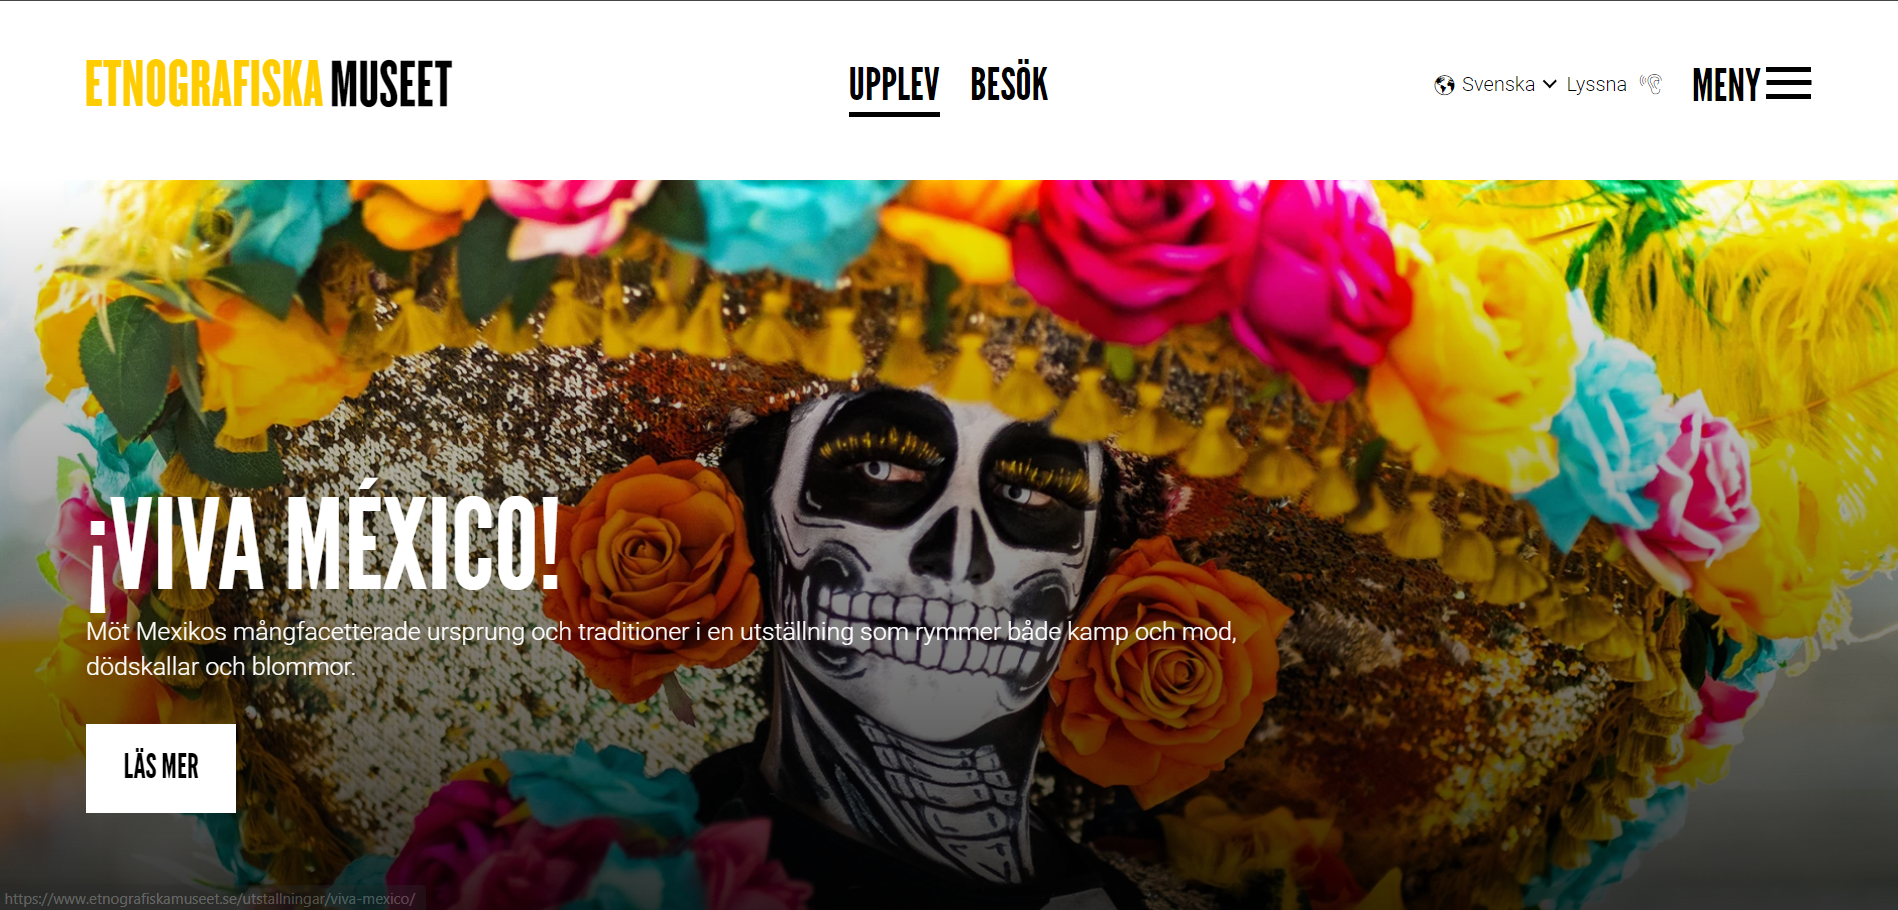 ETNOGRAFISKA MUSEET
UPPLEV
BESÖK
Svenska
Lyssna
MENY
¡VIVA MÉXICO!
Möt Mexikos mångfacetterade ursprung och traditioner i en utställning som rymmer både kamp och mod,
dödskallar och blommor.
LÄS MER
https://www.etnografiskamuseet.se/utstallningar/viva-mexico/